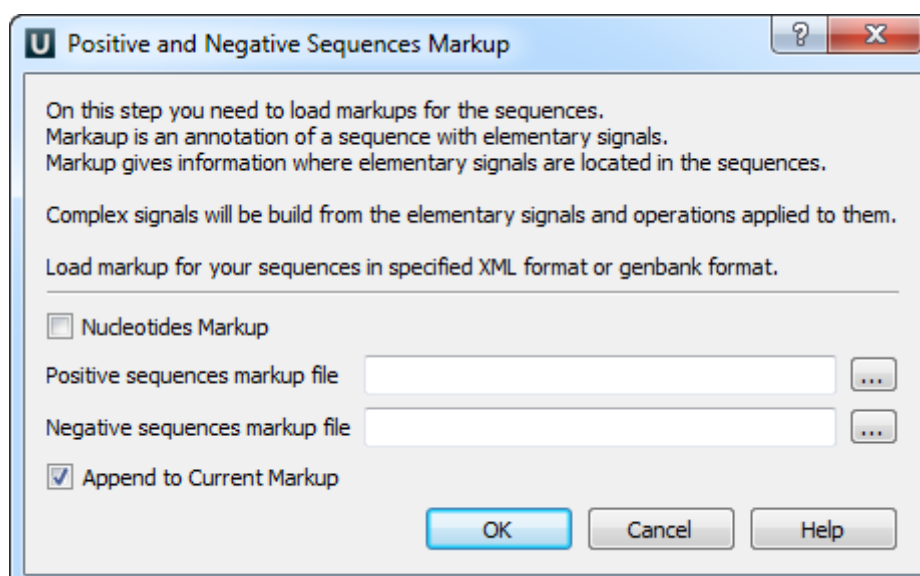 U Positive and Negative Sequences Markup ? X
On this step you need to load markups for the sequences.
Markaup is an annotation of a sequence with elementary signals.
Markup gives information where elementary signals are located in the sequences.
Complex signals will be build from the elementary signals and operations applied to them.
Load markup for your sequences in specified XML format or genbank format.
Nucleotides Markup
Positive sequences markup file ...
Negative sequences markup file ...
Append to Current Markup
OK Cancel Help